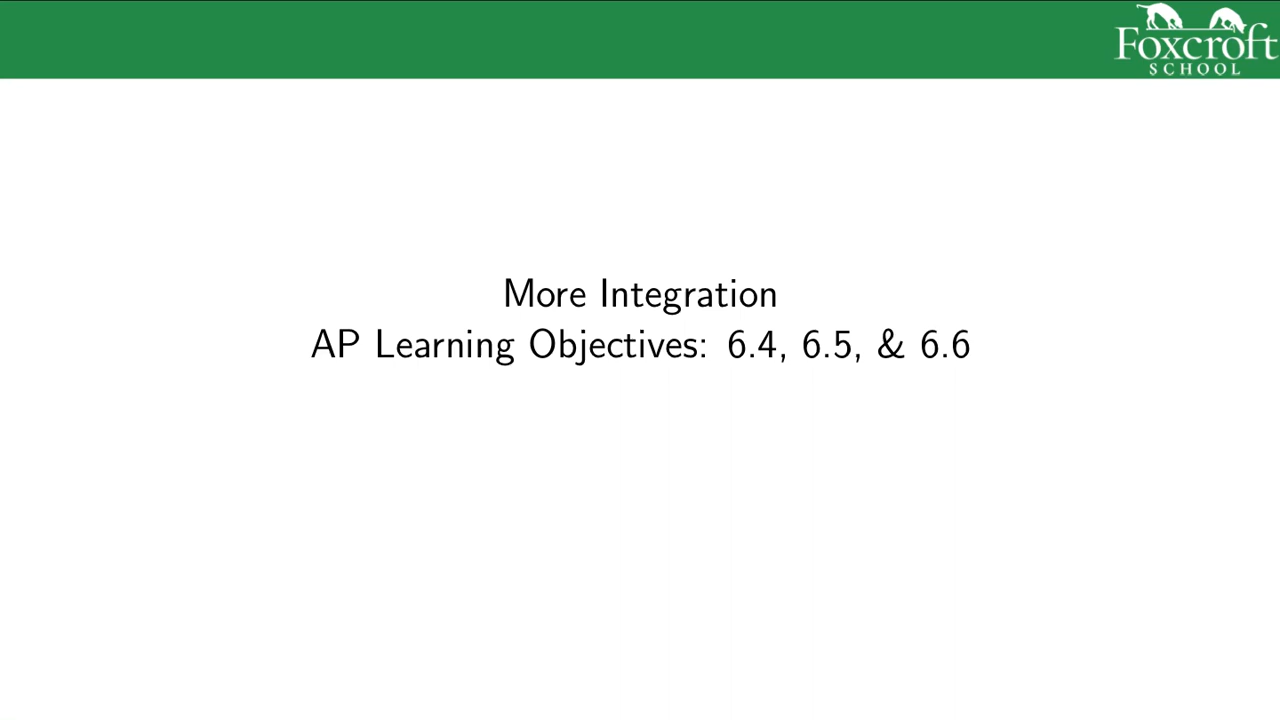 Foxcroft
SCHOOL
More Integration
AP Learning Objectives: 6.4, 6.5, & 6.6